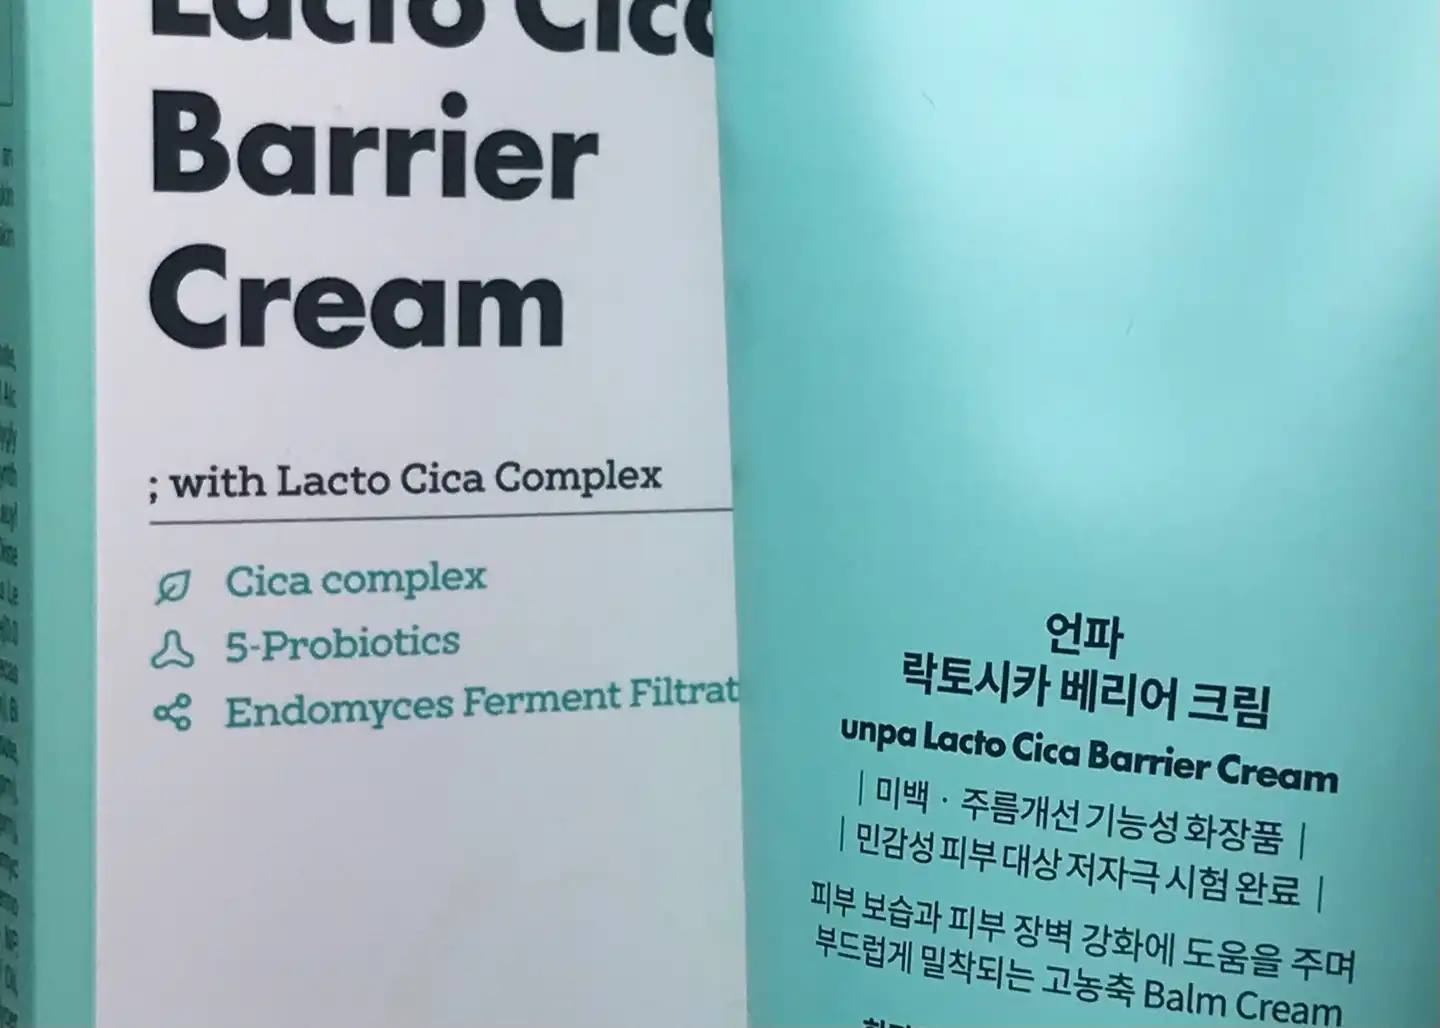 Lacto Cica
Barrier
Cream
; with Lacto Cica Complex
Cica complex
5-Probiotics
Endomyces Ferment Filtrat
언파
락토시카 베리어 크림
unpa Lacto Cica Barrier Cream
| 미백 · 주름개선 기능성 화장품 |
| 민감성 피부 대상 저자극 시험 완료 |
피부 보습과 피부 장벽 강화에 도움을 주며
부드럽게 밀착되는 고농축 Balm Cream